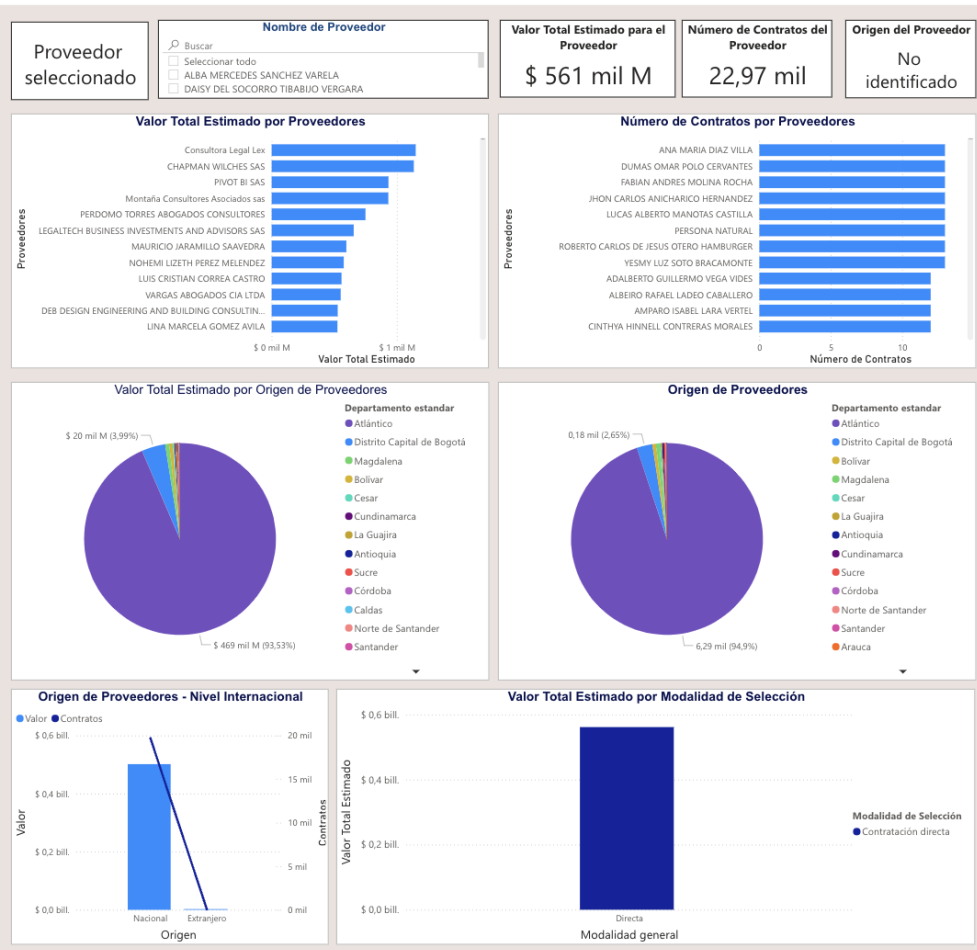 Proveedor
seleccionado
Nombre de Proveedor
Buscar
Seleccionar todo
ALBA MERCEDES SANCHEZ VARELA
DAISY DEL SOCORRO TIBABIJO VERGARA
Valor Total Estimado para el
Proveedor
$ 561 mil M
Número de Contratos del
Proveedor
22,97 mil
Origen del Proveedor
No
identificado
Valor Total Estimado por Proveedores
Proveedores
Consultora Legal Lex
CHAPMAN WILCHES SAS
PIVOT BI SAS
Montaña Consultores Asociados sas
PERDOMO TORRES ABOGADOS CONSULTORES
LEGALTECH BUSINESS INVESTMENTS AND ADVISORS SAS
MAURICIO JARAMILLO SAAVEDRA
NOHEMI LIZETH PEREZ MELENDEZ
LUIS CRISTIAN CORREA CASTRO
VARGAS ABOGADOS CIA LTDA
DEB DESIGN ENGINEERING AND BUILDING CONSULTIN...
LINA MARCELA GOMEZ AVILA
$ 0 mil M $ 1 mil M
Valor Total Estimado
Número de Contratos por Proveedores
Proveedores
ANA MARIA DIAZ VILLA
DUMAS OMAR POLO CERVANTES
FABIAN ANDRES MOLINA ROCHA
JHON CARLOS ANICHARICO HERNANDEZ
LUCAS ALBERTO MANOTAS CASTILLA
PERSONA NATURAL
ROBERTO CARLOS DE JESUS OTERO HAMBURGER
YESMY LUZ SOTO BRACAMONTE
ADALBERTO GUILLERMO VEGA VIDES
ALBEIRO RAFAEL LADEO CABALLERO
AMPARO ISABEL LARA VERTEL
CINTHYA HINNELL CONTRERAS MORALES
0 5 10
Número de Contratos
Valor Total Estimado por Origen de Proveedores
$ 20 mil M (3,99%)
$ 469 mil M (93,53%)
Departamento estandar
Atlántico
Distrito Capital de Bogotá
Magdalena
Bolívar
Cesar
Cundinamarca
La Guajira
Antioquia
Sucre
Córdoba
Caldas
Norte de Santander
Santander
Origen de Proveedores
0,18 mil (2,65%)
6,29 mil (94,9%)
Departamento estandar
Atlántico
Distrito Capital de Bogotá
Bolívar
Magdalena
Cesar
La Guajira
Antioquia
Cundinamarca
Sucre
Córdoba
Norte de Santander
Santander
Arauca
Origen de Proveedores - Nivel Internacional
Valor Contratos
Valor
$ 0,6 bill. 20 mil
15 mil
$ 0,4 bill.
10 mil
$ 0,2 bill.
5 mil
$ 0,0 bill. 0 mil
Contratos
Nacional Extranjero
Origen
Valor Total Estimado por Modalidad de Selección
Valor Total Estimado
$ 0,6 bill.
$ 0,4 bill.
$ 0,2 bill.
$ 0,0 bill.
Directa
Modalidad general
Modalidad de Selección
Contratación directa